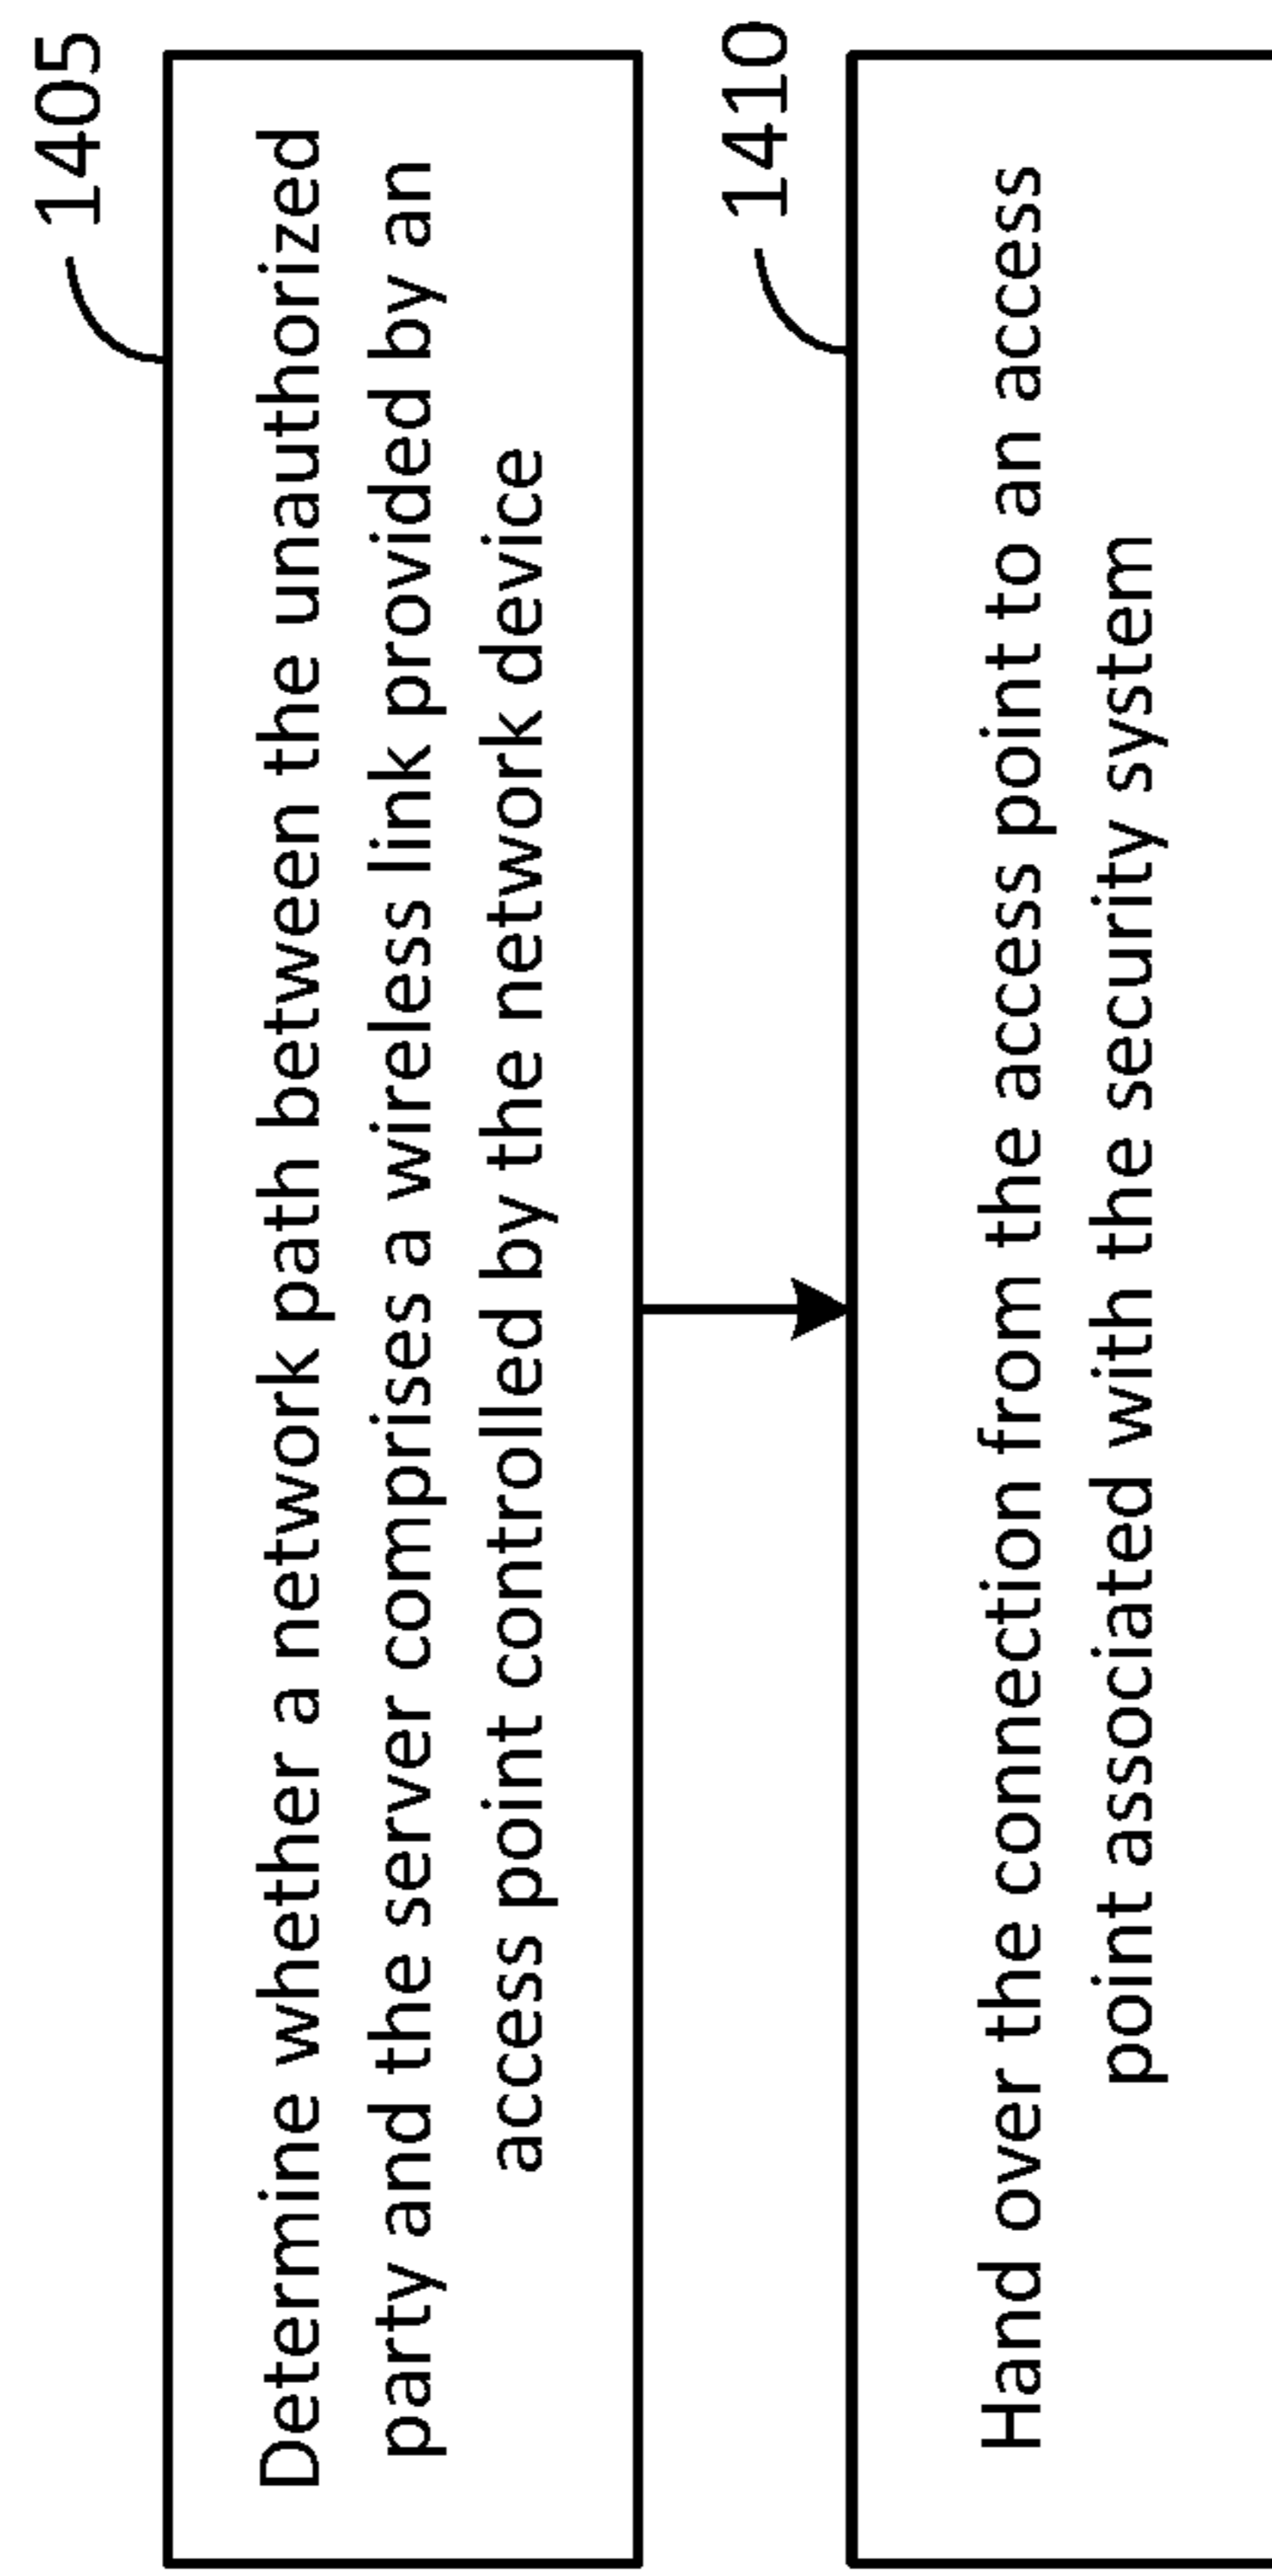 1405
Determine whether a network path between the unauthorized
party and the server comprises a wireless link provided by an
access point controlled by the network device
1410
Hand over the connection from the access point to an access
point associated with the security system